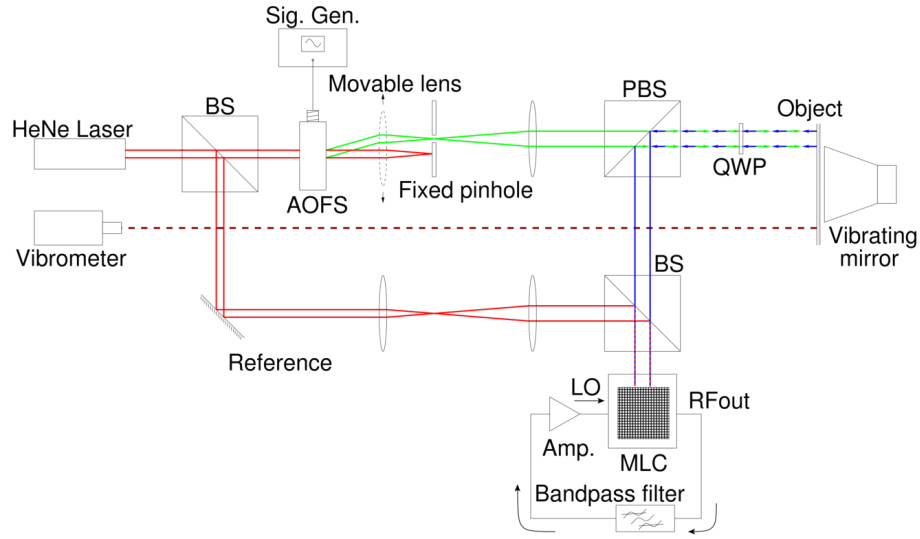 Sig. Gen.
Movable lens
BS
PBS
Object
HeNe Laser
QWP
AOFS
Fixed pinhole
Vibrometer
Vibrating
mirror
BS
Reference
LO
RFout
Amp.
MLC
Bandpass filter